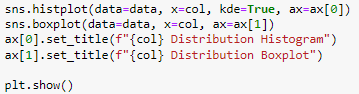 sns.histplot(data=data, x=col, kde=True, ax=ax[0])
sns.boxplot(data=data, x=col, ax=ax[1])
ax[0].set_title(f"{col} Distribution Histogram")
ax[1].set_title(f"{col} Distribution Boxplot")
plt.show()